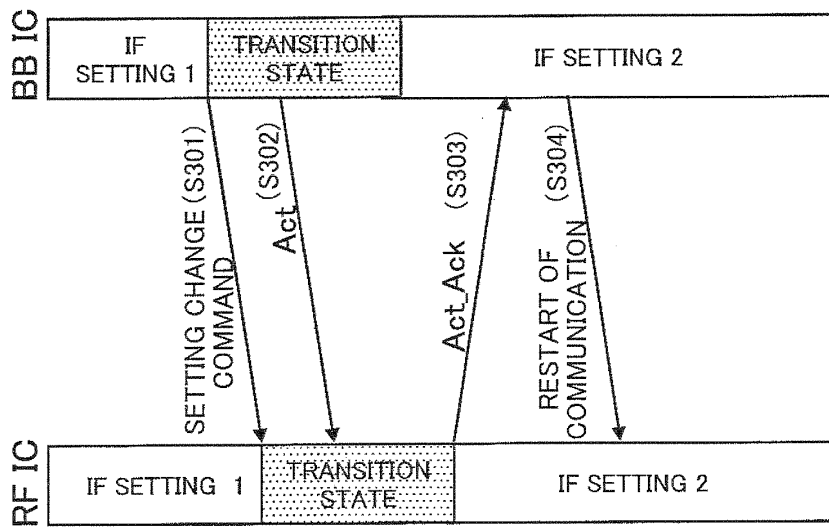 BB IC
IF
SETTING 1
TRANSITION
STATE
IF SETTING 2
SETTING CHANGE (S301)
COMMAND
Act (S302)
Act_Ack (S303)
RESTART OF (S304)
COMMUNICATION
RF IC
IF SETTING 1
TRANSITION
STATE
IF SETTING 2